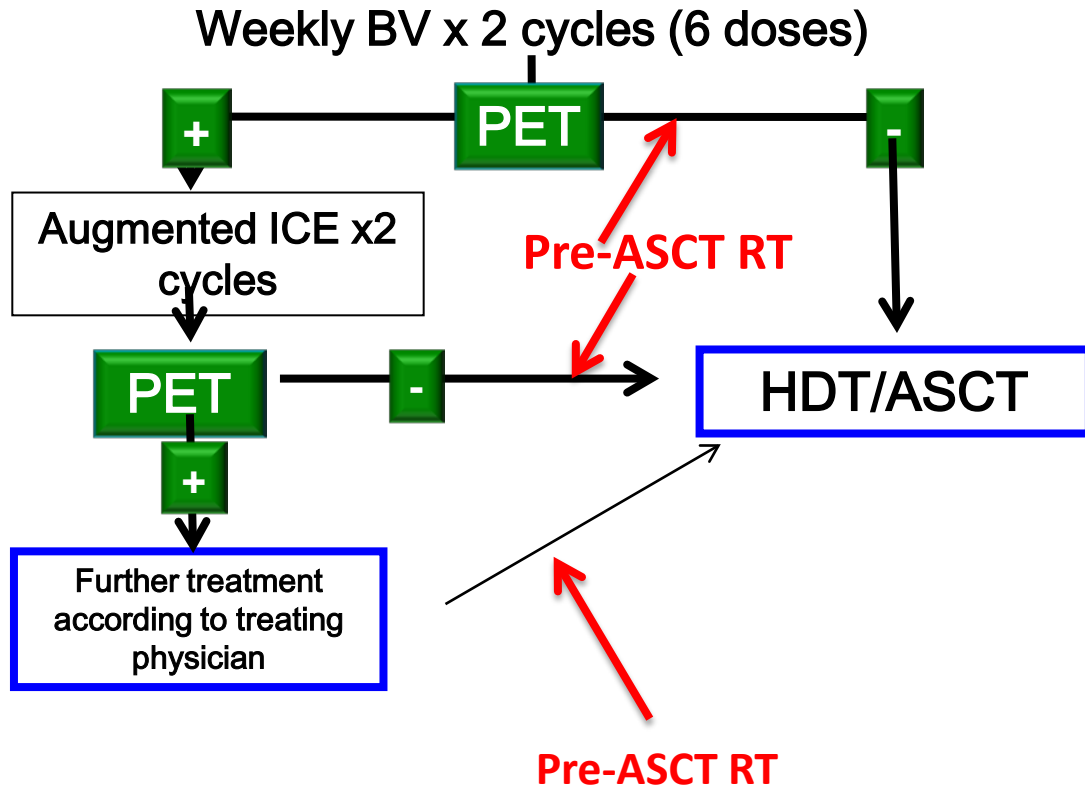 Weekly BV x 2 cycles (6 doses)
+
PET
-
Augmented ICE x2
cycles
Pre-ASCT RT
PET
-
HDT/ASCT
+
Further treatment
according to treating
physician
Pre-ASCT RT